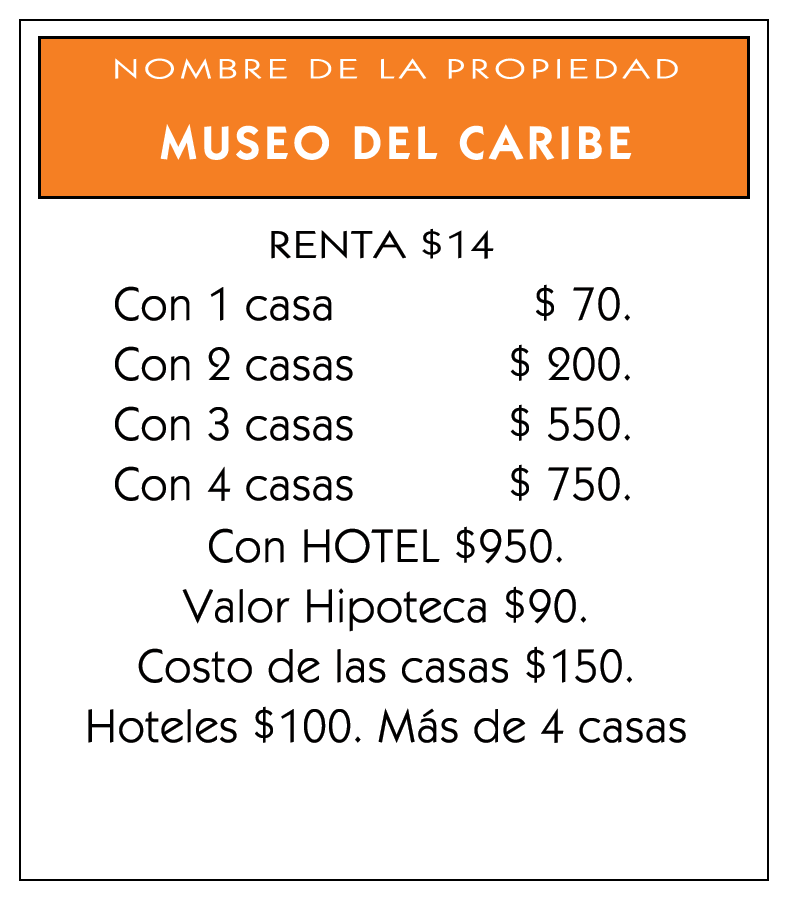 NOMBRE DE LA PROPIEDAD
MUSEO DEL CARIBE
RENTA $14
Con 1 casa $ 70.
Con 2 casas $ 200.
Con 3 casas $ 550.
Con 4 casas $ 750.
Con HOTEL $950.
Valor Hipoteca $90.
Costo de las casas $150.
Hoteles $100. Más de 4 casas